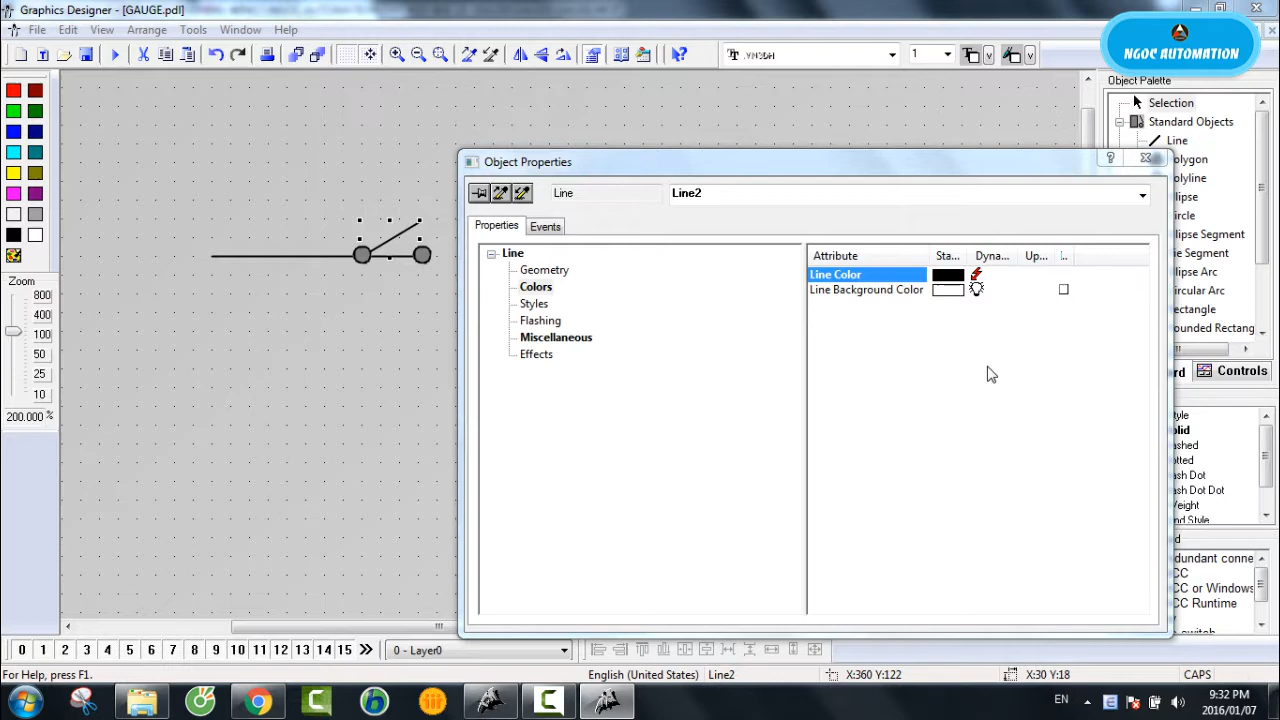 Graphics Designer - [GAUGE.pdl]
File Edit View Arrange Tools Window Help
NGOC AUTOMATION
.VNI3DH
1
Object Palette
Selection
Standard Objects
Line
olygon
olyline
lipse
ircle
lipse Segment
ie Segment
lipse Arc
ircular Arc
ectangle
ounded Rectang
rd
Controls
Object Properties
Line
Line2
Properties
Events
Line
Geometry
Colors
Styles
Flashing
Miscellaneous
Effects
Attribute Sta... Dyna... Up... ..
Line Color
Line Background Color
Zoom
800
400
100
50
25
10
200.000 %
tyle
olid
ashed
otted
ash Dot
ash Dot Dot
Weight
nd Style
d
dundant conne
CC
CC or Windows
CC Runtime
n switch
0 1 2 3 4 5 6 7 8 9 10 11 12 13 14 15
0 - Layer0
For Help, press F1.
English (United States)
Line2
X:360 Y:122
X:30 Y:18
CAPS
EN
9:32 PM
2016/01/07